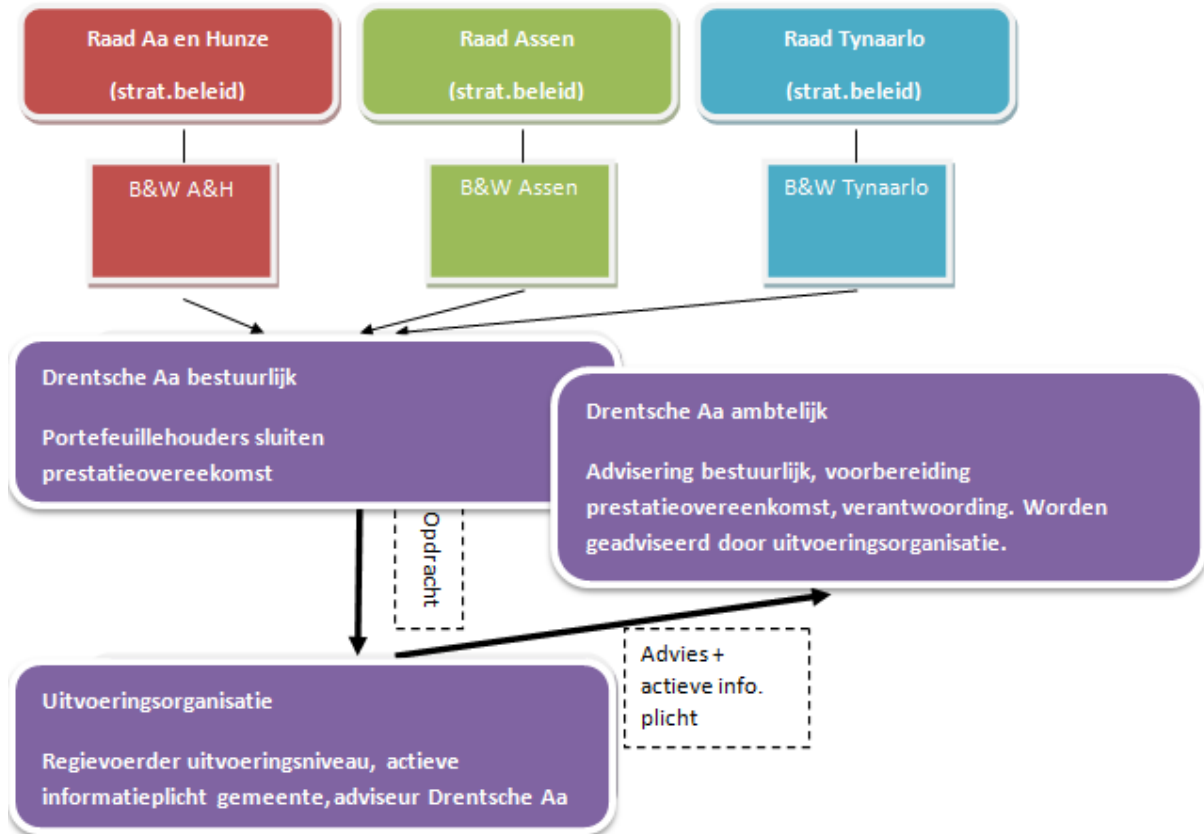 Raad Aa en Hunze
(strat.beleid)
Raad Assen
(strat.beleid)
Raad Tynaarlo
(strat.beleid)
B&W A&H
B&W Assen
B&W Tynaarlo
Drentsche Aa bestuurlijk
Portefeuillehouders sluiten
prestatieovereekomst
Drentsche Aa ambtelijk
Advisering bestuurlijk, voorbereiding
prestatieovereenkomst, verantwoording. Worden
geadviseerd door uitvoeringsorganisatie.
Opdracht
Advies +
actieve info.
plicht
Uitvoeringsorganisatie
Regievoerder uitvoeringsniveau, actieve
informatieplicht gemeente, adviseur Drentsche Aa